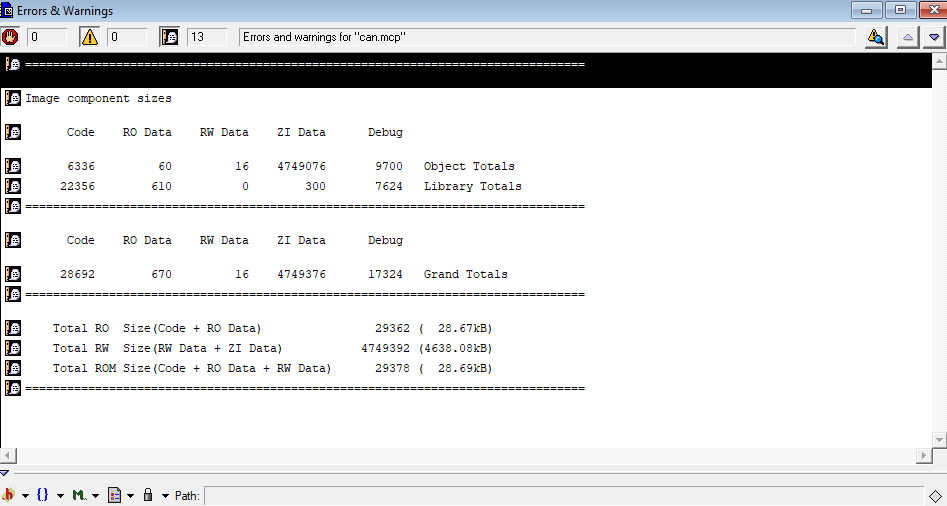 Errors & Warnings
0 0 13 Errors and warnings for "can.mcp"
================================================================================
Image component sizes
Code RO Data RW Data ZI Data Debug
6336 60 16 4749076 9700 Object Totals
22356 610 0 300 7624 Library Totals
================================================================================
Code RO Data RW Data ZI Data Debug
28692 670 16 4749376 17324 Grand Totals
================================================================================
Total RO Size(Code + RO Data) 29362 ( 28.67kB)
Total RW Size(RW Data + ZI Data) 4749392 (4638.08kB)
Total ROM Size(Code + RO Data + RW Data) 29378 ( 28.69kB)
================================================================================
h {} M. Path: